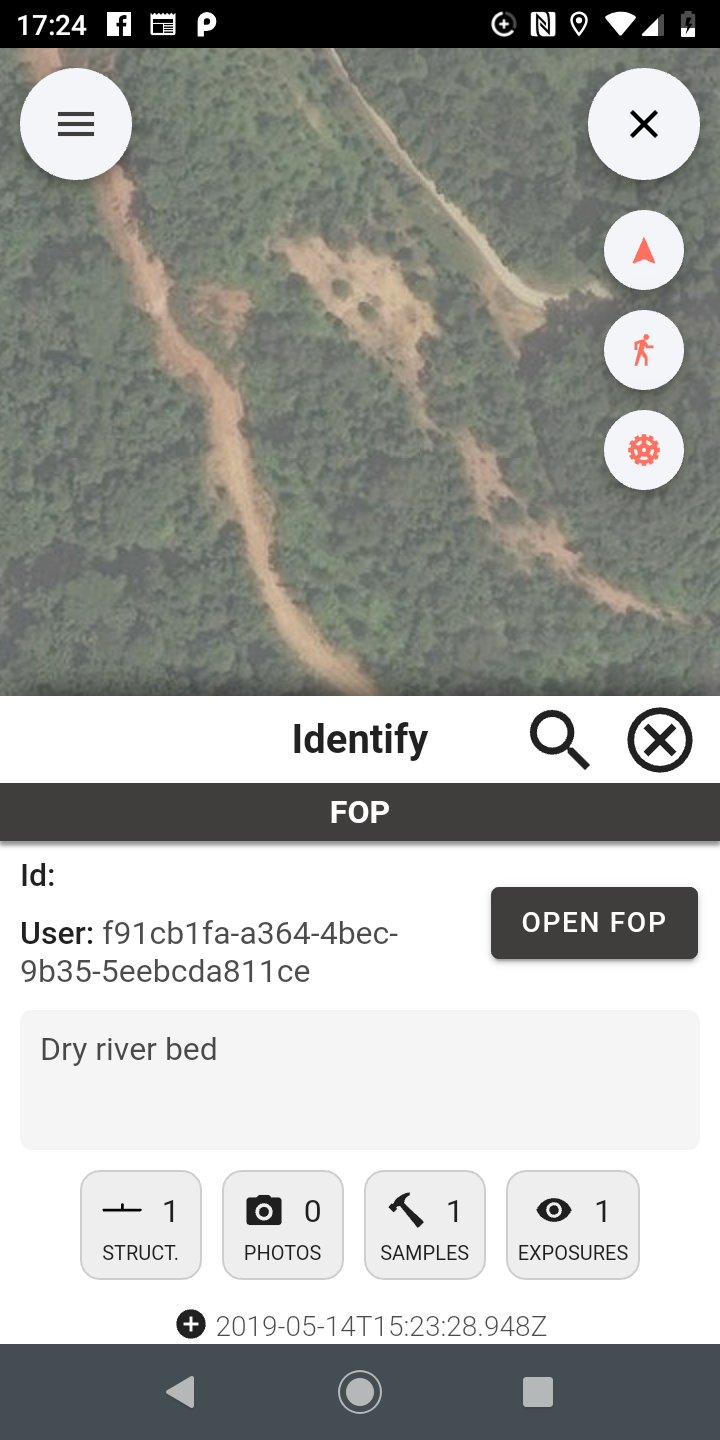 17:24
Identify
FOP
Id:
OPEN FOP
User: f91cb1fa-a364-4bec-
9b35-5eebcda811ce
Dry river bed
1 0 1 1
STRUCT. PHOTOS SAMPLES EXPOSURES
2019-05-14T15:23:28.948Z